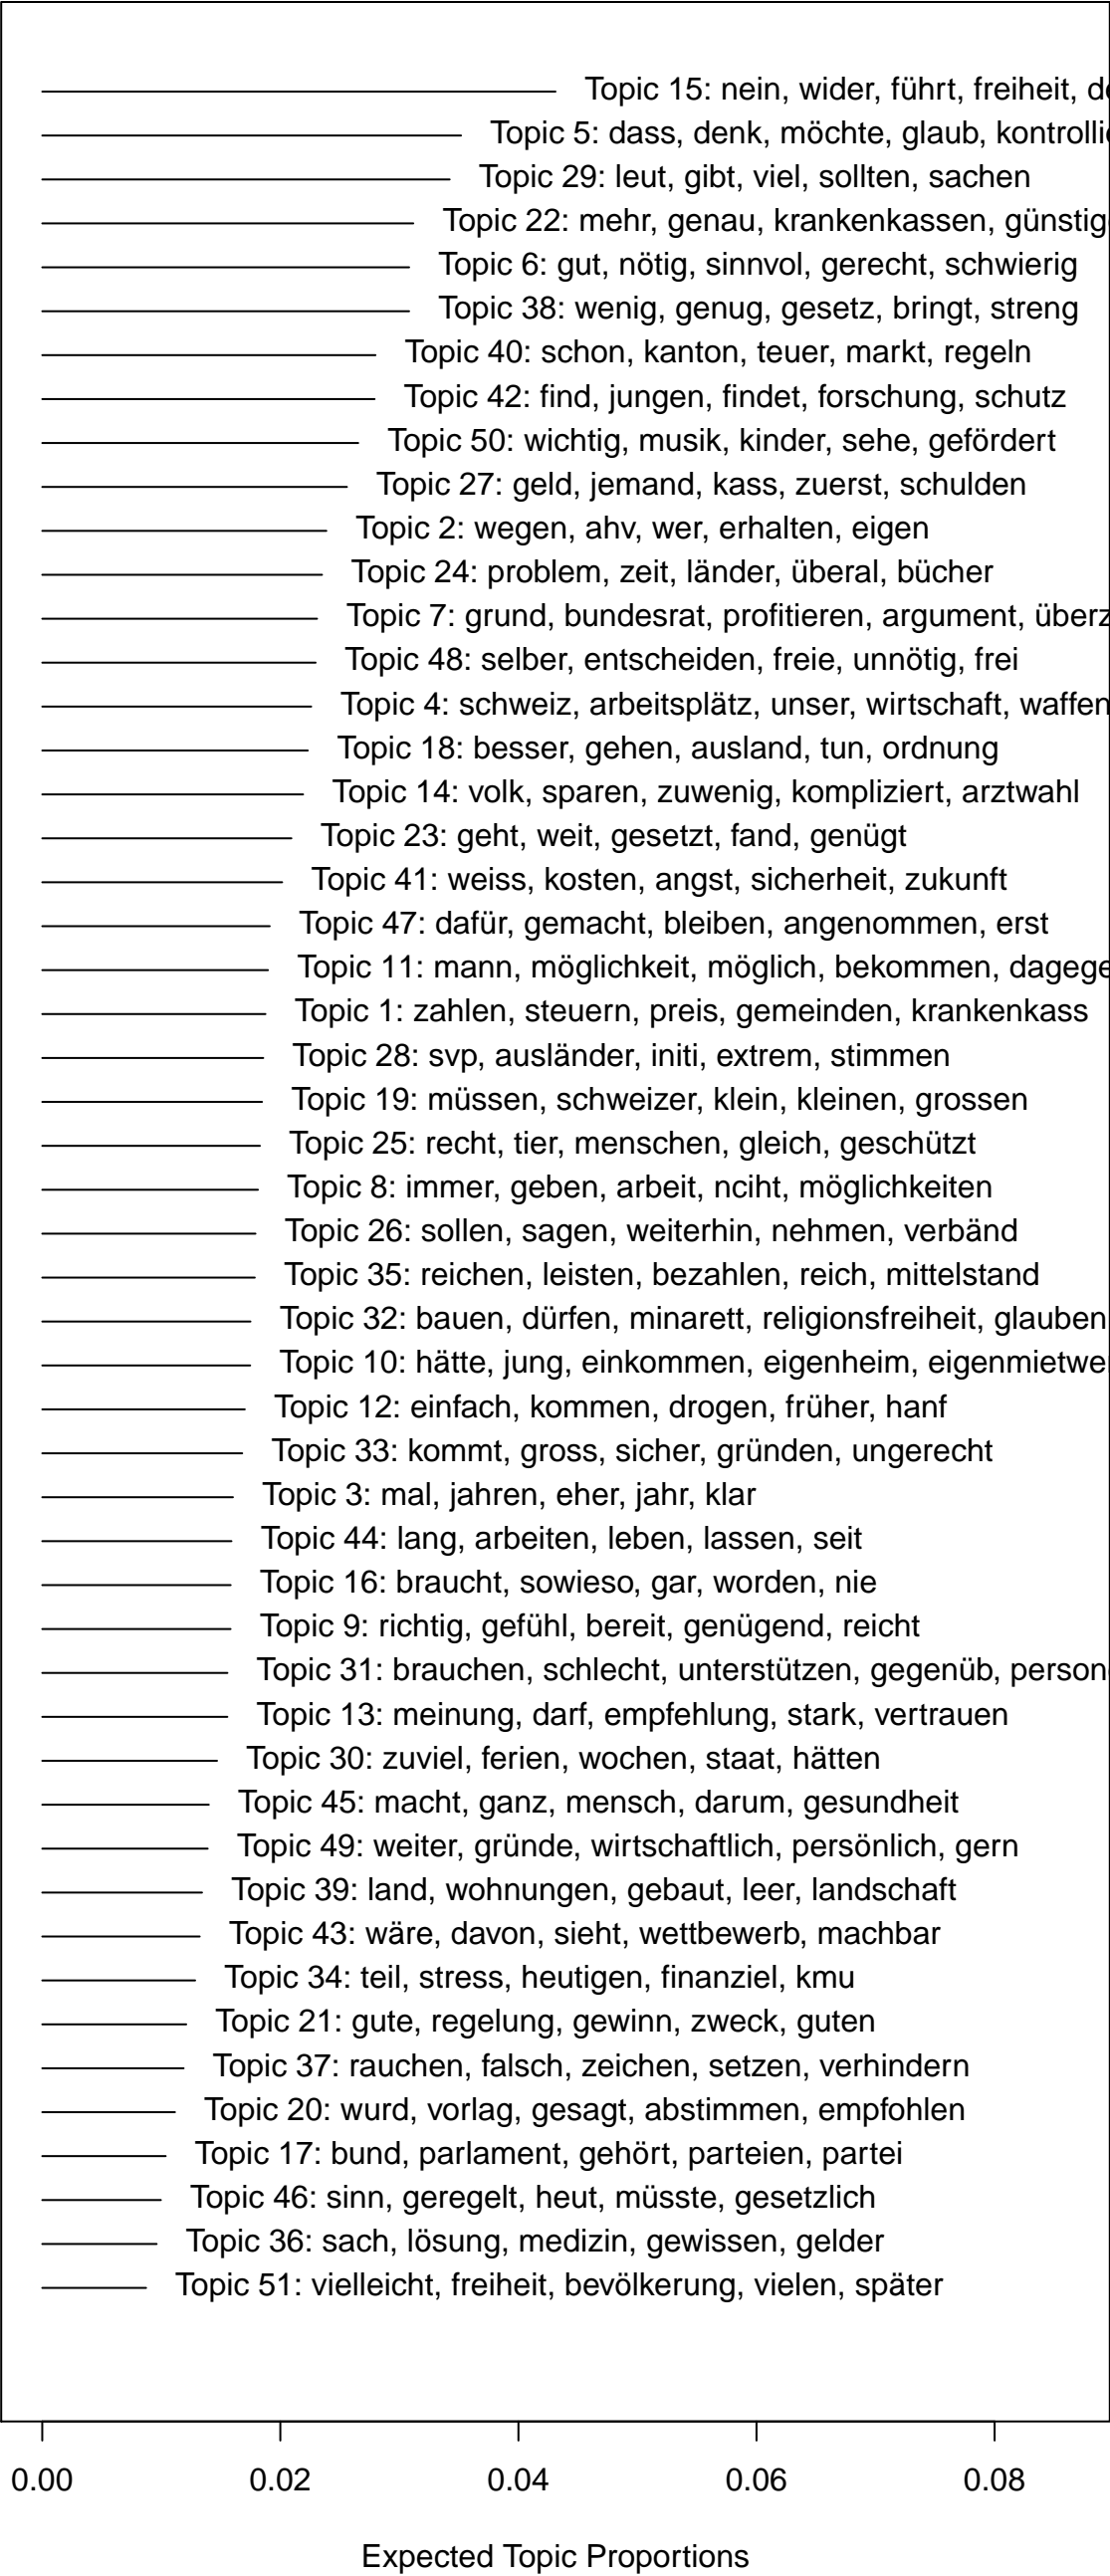 Topic 15: nein, wider, führt, freiheit, de
Topic 5: dass, denk, möchte, glaub, kontrollie
Topic 29: leut, gibt, viel, sollten, sachen
Topic 22: mehr, genau, krankenkassen, günstige
Topic 6: gut, nötig, sinnvol, gerecht, schwierig
Topic 38: wenig, genug, gesetz, bringt, streng
Topic 40: schon, kanton, teuer, markt, regeln
Topic 42: find, jungen, findet, forschung, schutz
Topic 50: wichtig, musik, kinder, sehe, gefördert
Topic 27: geld, jemand, kass, zuerst, schulden
Topic 2: wegen, ahv, wer, erhalten, eigen
Topic 24: problem, zeit, länder, überal, bücher
Topic 7: grund, bundesrat, profitieren, argument, überz
Topic 48: selber, entscheiden, freie, unnötig, frei
Topic 4: schweiz, arbeitsplätz, unser, wirtschaft, waffen
Topic 18: besser, gehen, ausland, tun, ordnung
Topic 14: volk, sparen, zuwenig, kompliziert, arztwahl
Topic 23: geht, weit, gesetzt, fand, genügt
Topic 41: weiss, kosten, angst, sicherheit, zukunft
Topic 47: dafür, gemacht, bleiben, angenommen, erst
Topic 11: mann, möglichkeit, möglich, bekommen, dagege
Topic 1: zahlen, steuern, preis, gemeinden, krankenkass
Topic 28: svp, ausländer, initi, extrem, stimmen
Topic 19: müssen, schweizer, klein, kleinen, grossen
Topic 25: recht, tier, menschen, gleich, geschützt
Topic 8: immer, geben, arbeit, nciht, möglichkeiten
Topic 26: sollen, sagen, weiterhin, nehmen, verbänd
Topic 35: reichen, leisten, bezahlen, reich, mittelstand
Topic 32: bauen, dürfen, minarett, religionsfreiheit, glauben
Topic 10: hätte, jung, einkommen, eigenheim, eigenmietwe
Topic 12: einfach, kommen, drogen, früher, hanf
Topic 33: kommt, gross, sicher, gründen, ungerecht
Topic 3: mal, jahren, eher, jahr, klar
Topic 44: lang, arbeiten, leben, lassen, seit
Topic 16: braucht, sowieso, gar, worden, nie
Topic 9: richtig, gefühl, bereit, genügend, reicht
Topic 31: brauchen, schlecht, unterstützen, gegenüb, persone
Topic 13: meinung, darf, empfehlung, stark, vertrauen
Topic 30: zuviel, ferien, wochen, staat, hätten
Topic 45: macht, ganz, mensch, darum, gesundheit
Topic 49: weiter, gründe, wirtschaftlich, persönlich, gern
Topic 39: land, wohnungen, gebaut, leer, landschaft
Topic 43: wäre, davon, sieht, wettbewerb, machbar
Topic 34: teil, stress, heutigen, finanziel, kmu
Topic 21: gute, regelung, gewinn, zweck, guten
Topic 37: rauchen, falsch, zeichen, setzen, verhindern
Topic 20: wurd, vorlag, gesagt, abstimmen, empfohlen
Topic 17: bund, parlament, gehört, parteien, partei
Topic 46: sinn, geregelt, heut, müsste, gesetzlich
Topic 36: sach, lösung, medizin, gewissen, gelder
Topic 51: vielleicht, freiheit, bevölkerung, vielen, später
0.00 0.02 0.04 0.06 0.08
Expected Topic Proportions